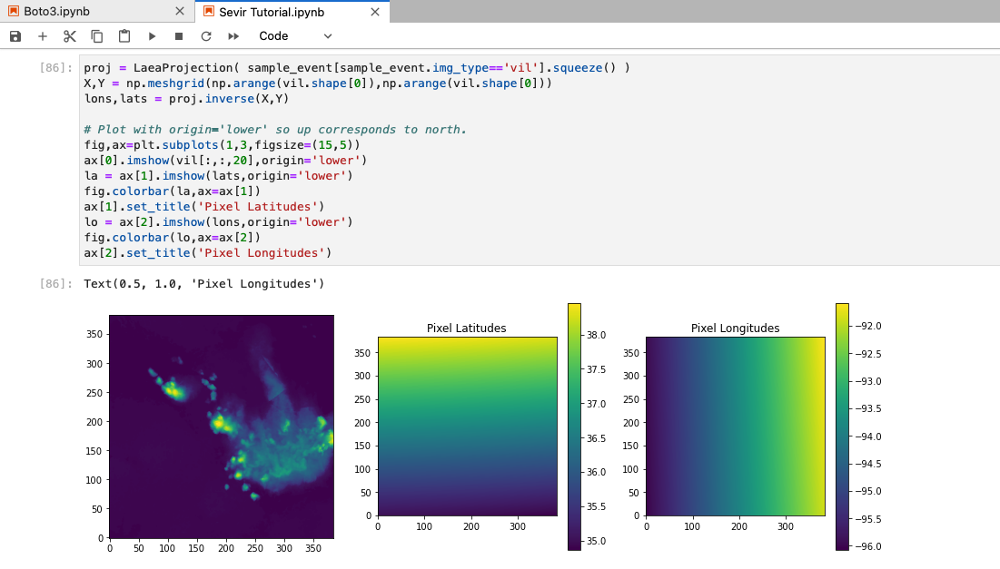 Boto3.ipynb
Sevir Tutorial.ipynb
Code
[86]:
proj = LaeaProjection( sample_event[sample_event.img_type=='vil'].squeeze() )
X,Y = np.meshgrid(np.arange(vil.shape[0]),np.arange(vil.shape[0]))
lons,lats = proj.inverse(X,Y)
# Plot with origin='lower' so up corresponds to north.
fig,ax=plt.subplots(1,3,figsize=(15,5))
ax[0].imshow(vil[:,:,20],origin='lower')
la = ax[1].imshow(lats,origin='lower')
fig.colorbar(la,ax=ax[1])
ax[1].set_title('Pixel Latitudes')
lo = ax[2].imshow(lons,origin='lower')
fig.colorbar(lo,ax=ax[2])
ax[2].set_title('Pixel Longitudes')
[86]:
Text(0.5, 1.0, 'Pixel Longitudes')
350
300
250
200
150
100
50
0
0 50 100 150 200 250 300 350
Pixel Latitudes
350
300
250
200
150
100
50
0
0 100 200 300
38.0
37.5
37.0
36.5
36.0
35.5
35.0
Pixel Longitudes
350
300
250
200
150
100
50
0
0 100 200 300
−92.0
−92.5
−93.0
−93.5
−94.0
−94.5
−95.0
−95.5
−96.0